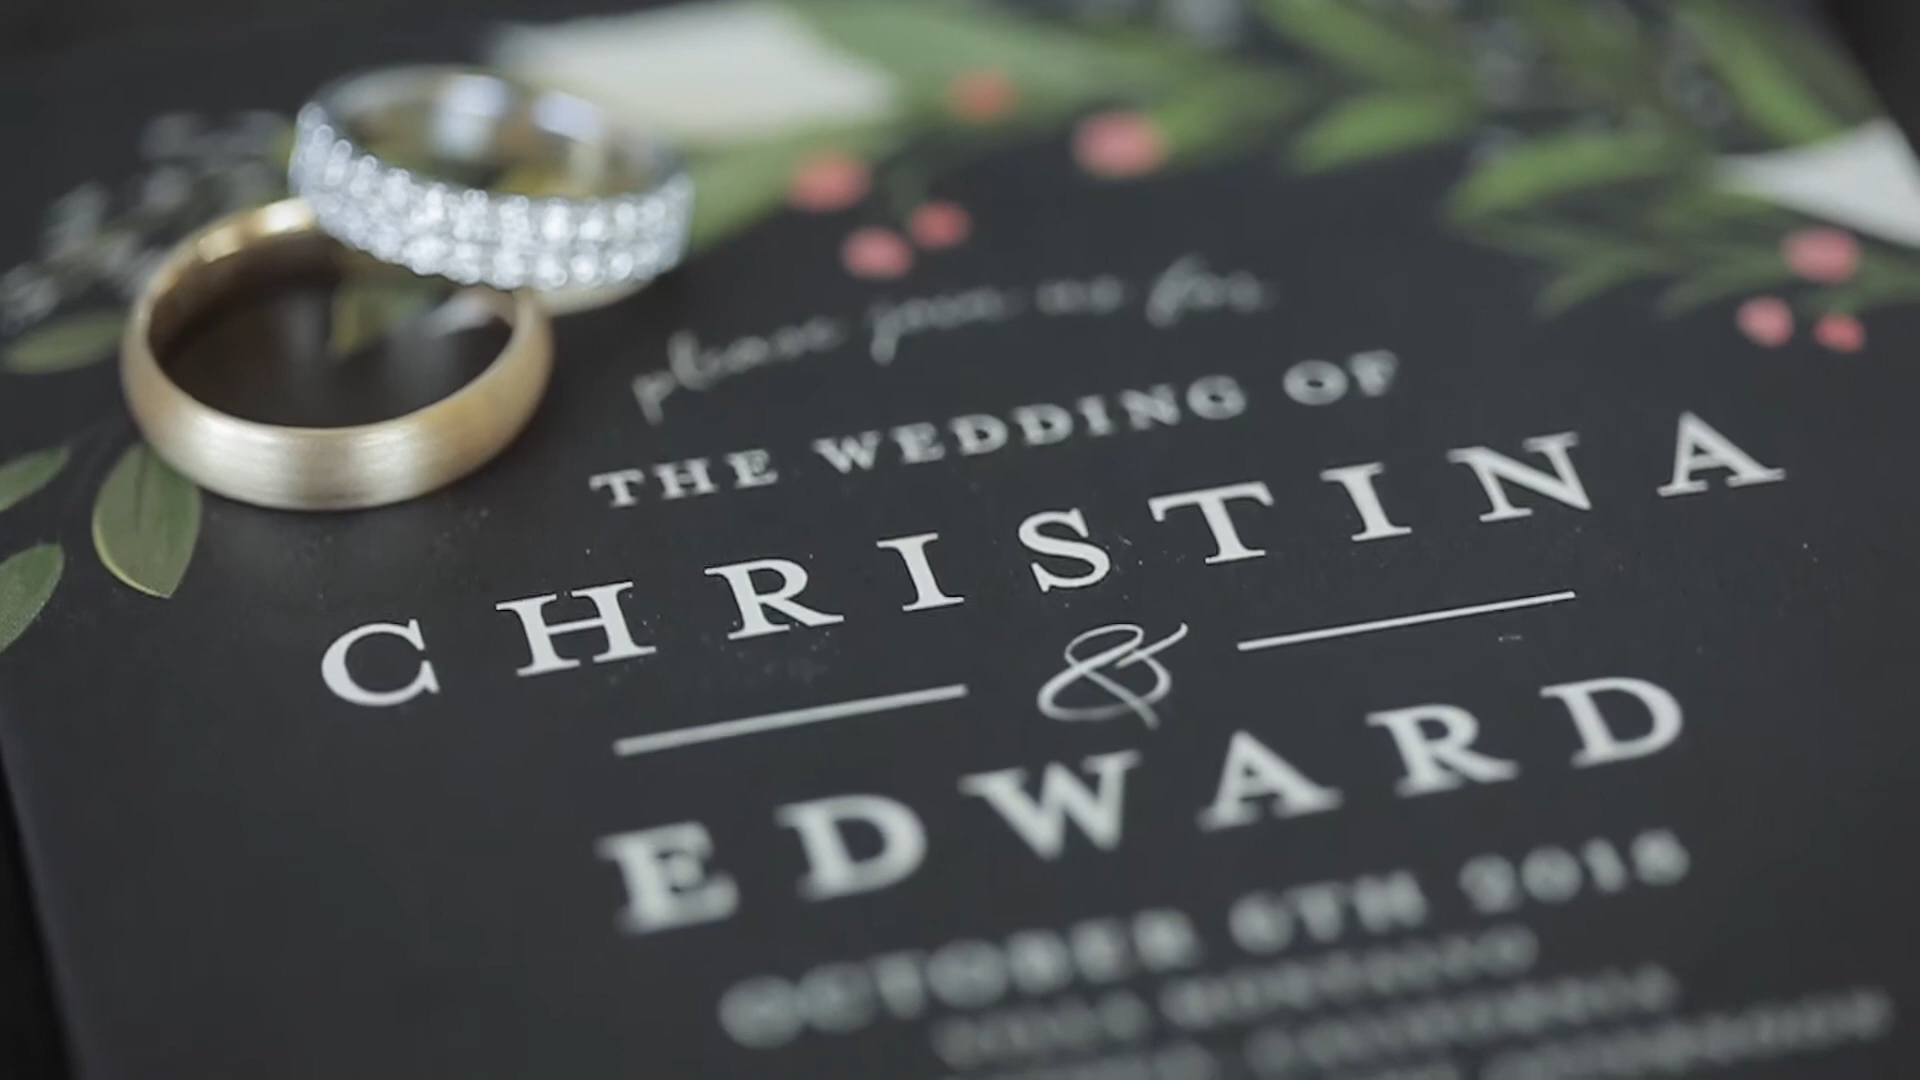 please join us for
THE WEDDING OF
CHRISTINA
&
EDWARD
OCTOBER 6TH 2018